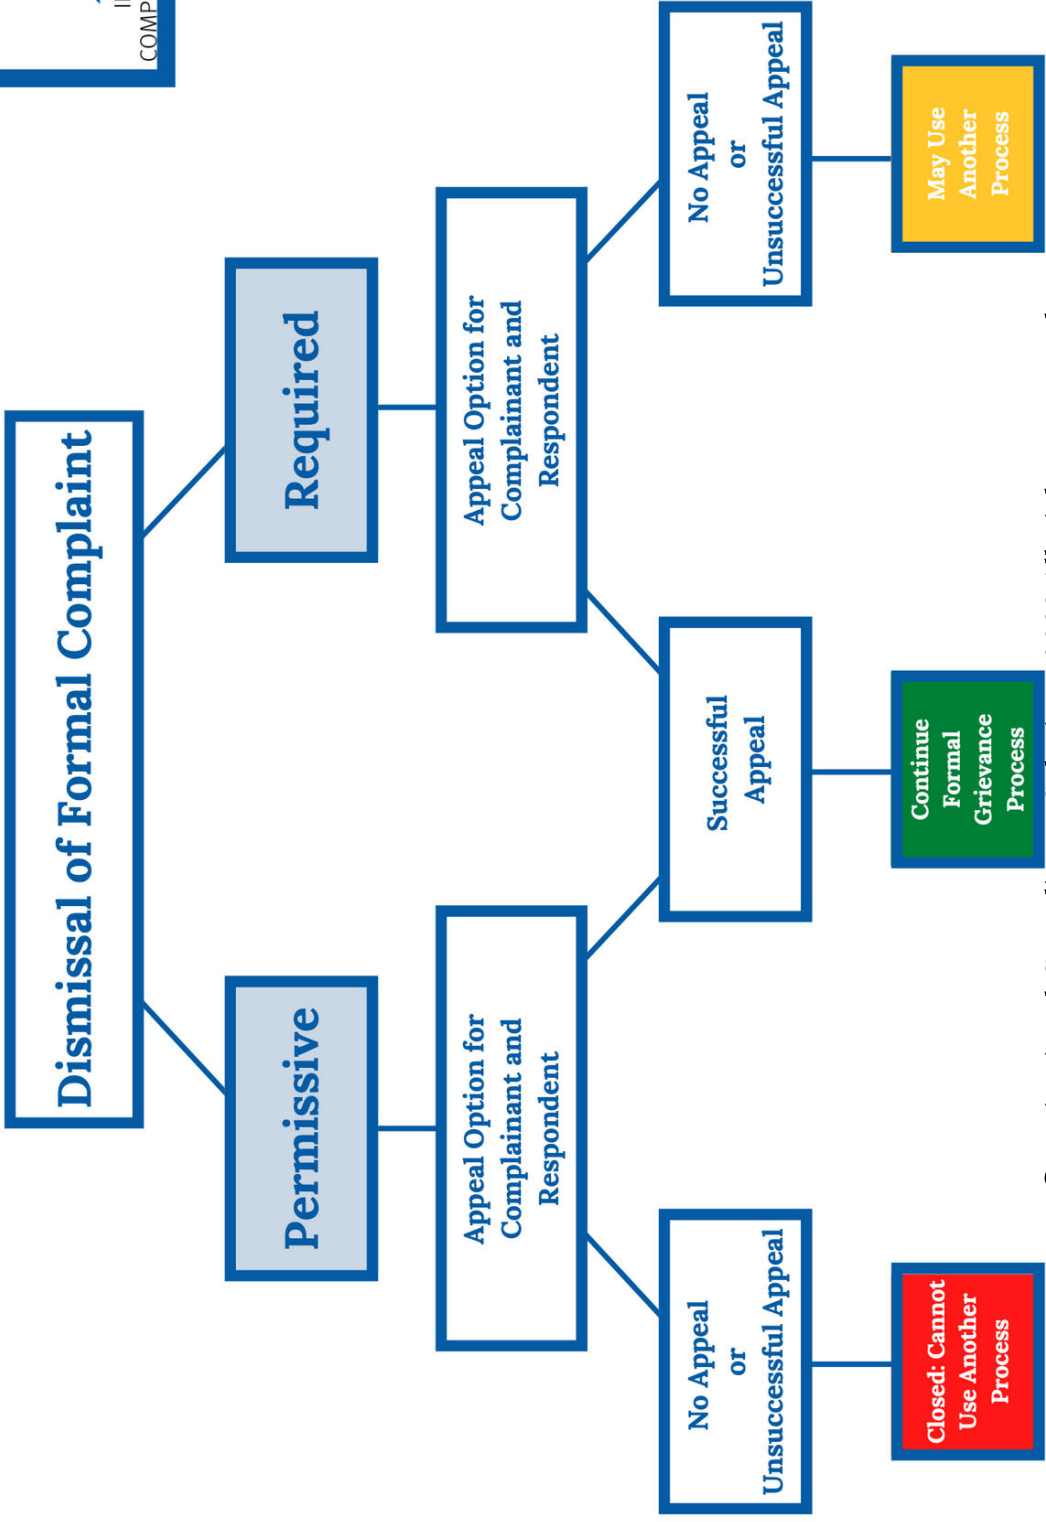 COMP
Dismissal of Formal Complaint
Permissive
Required
Appeal Option for
Complainant and
Respondent
Appeal Option for
Complainant and
Respondent
No Appeal
or
Unsuccessful Appeal
Successful
Appeal
No Appeal
or
Unsuccessful Appeal
Closed: Cannot
Use Another
Process
Continue
Formal
Grievance
Process
May Use
Another
Process